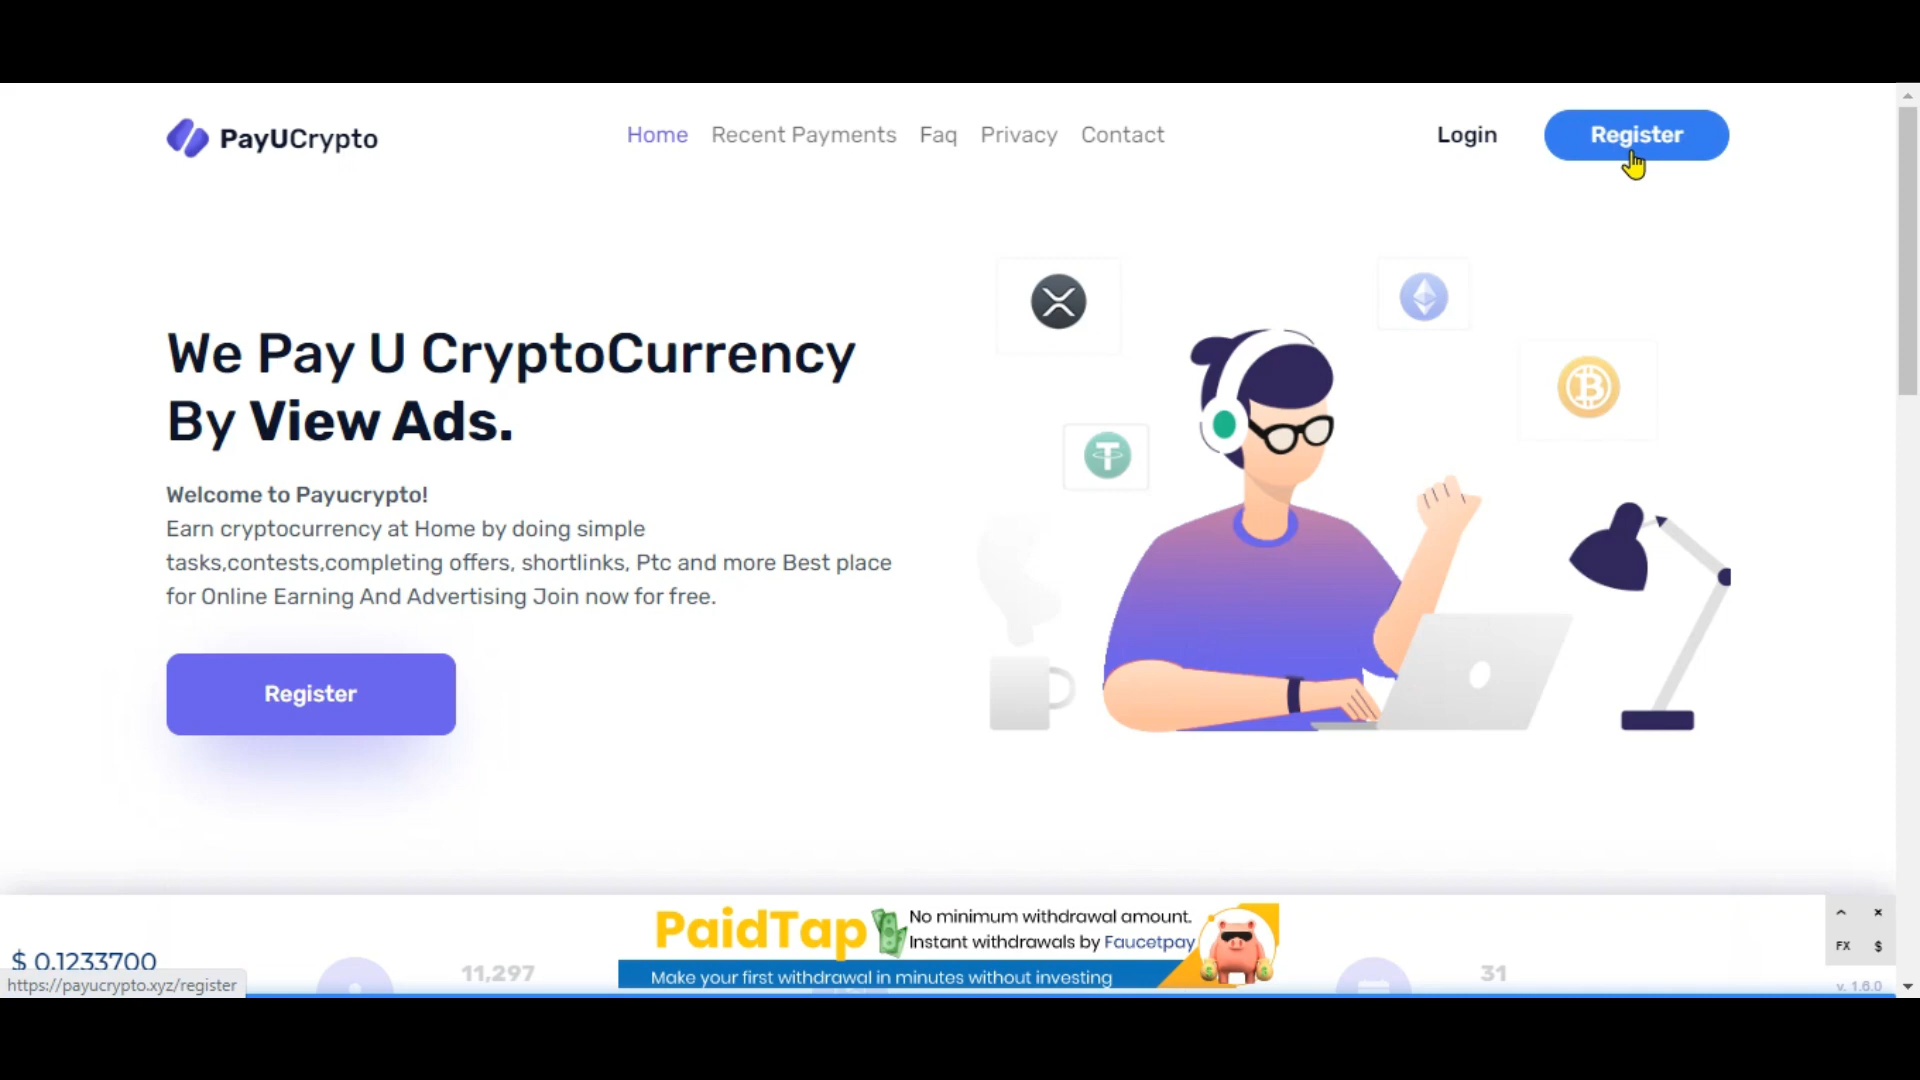 PayUCrypto
Home Recent Payments Faq Privacy Contact
Login
Register
We Pay U CryptoCurrency
By View Ads.
Welcome to Payucrypto!
Earn cryptocurrency at Home by doing simple
tasks,contests,completing offers, shortlinks, Ptc and more Best place
for Online Earning And Advertising Join now for free.
Register
PaidTap
No minimum withdrawal amount.
Instant withdrawals by Faucetpay
Make your first withdrawal in minutes without investing
$ 0.1233700
11,297
31
FX $
v. 1.6.0
https://payucrypto.xyz/register